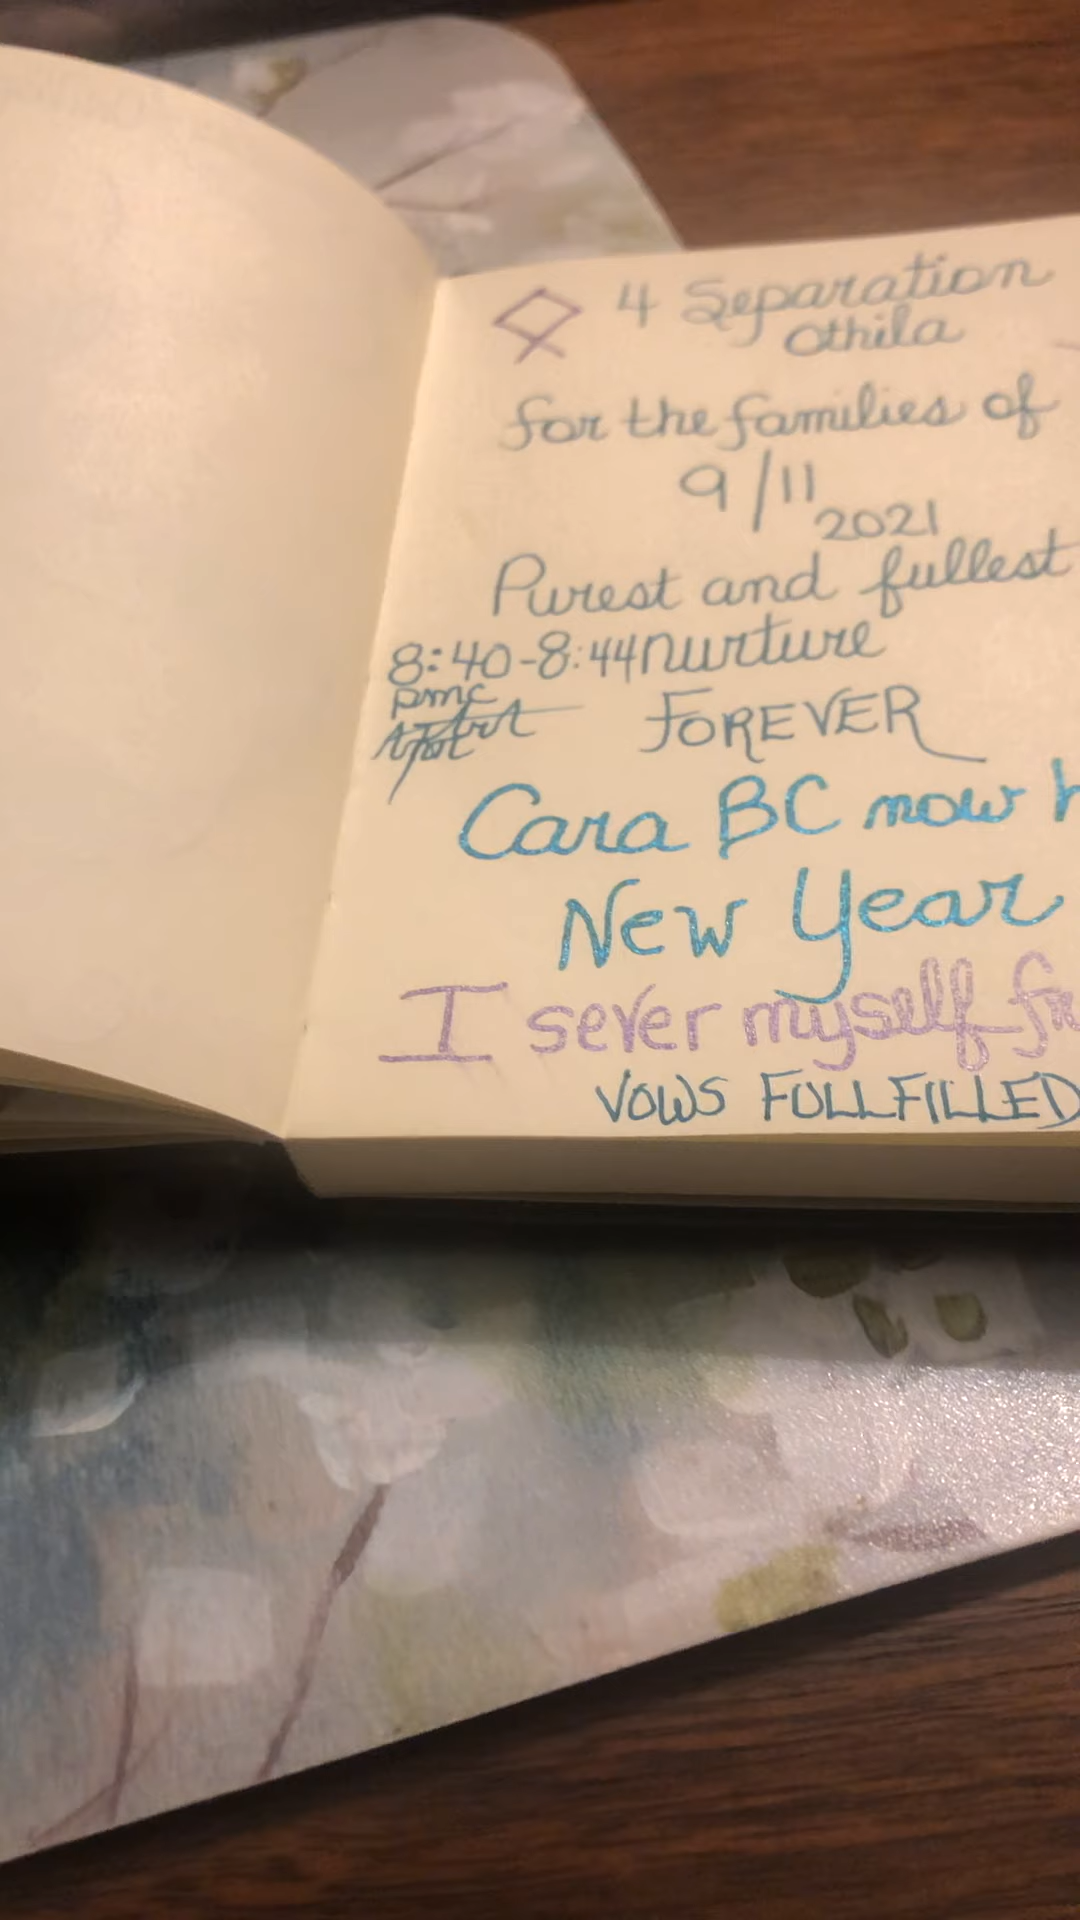 4 Separation
Othila
for the families of
9/11 2021
Purest and fullest
8:40-8:44 nurture
pmc
FOREVER
Cara BC now
New Year
I sever myself
VOWS FULLFILLED